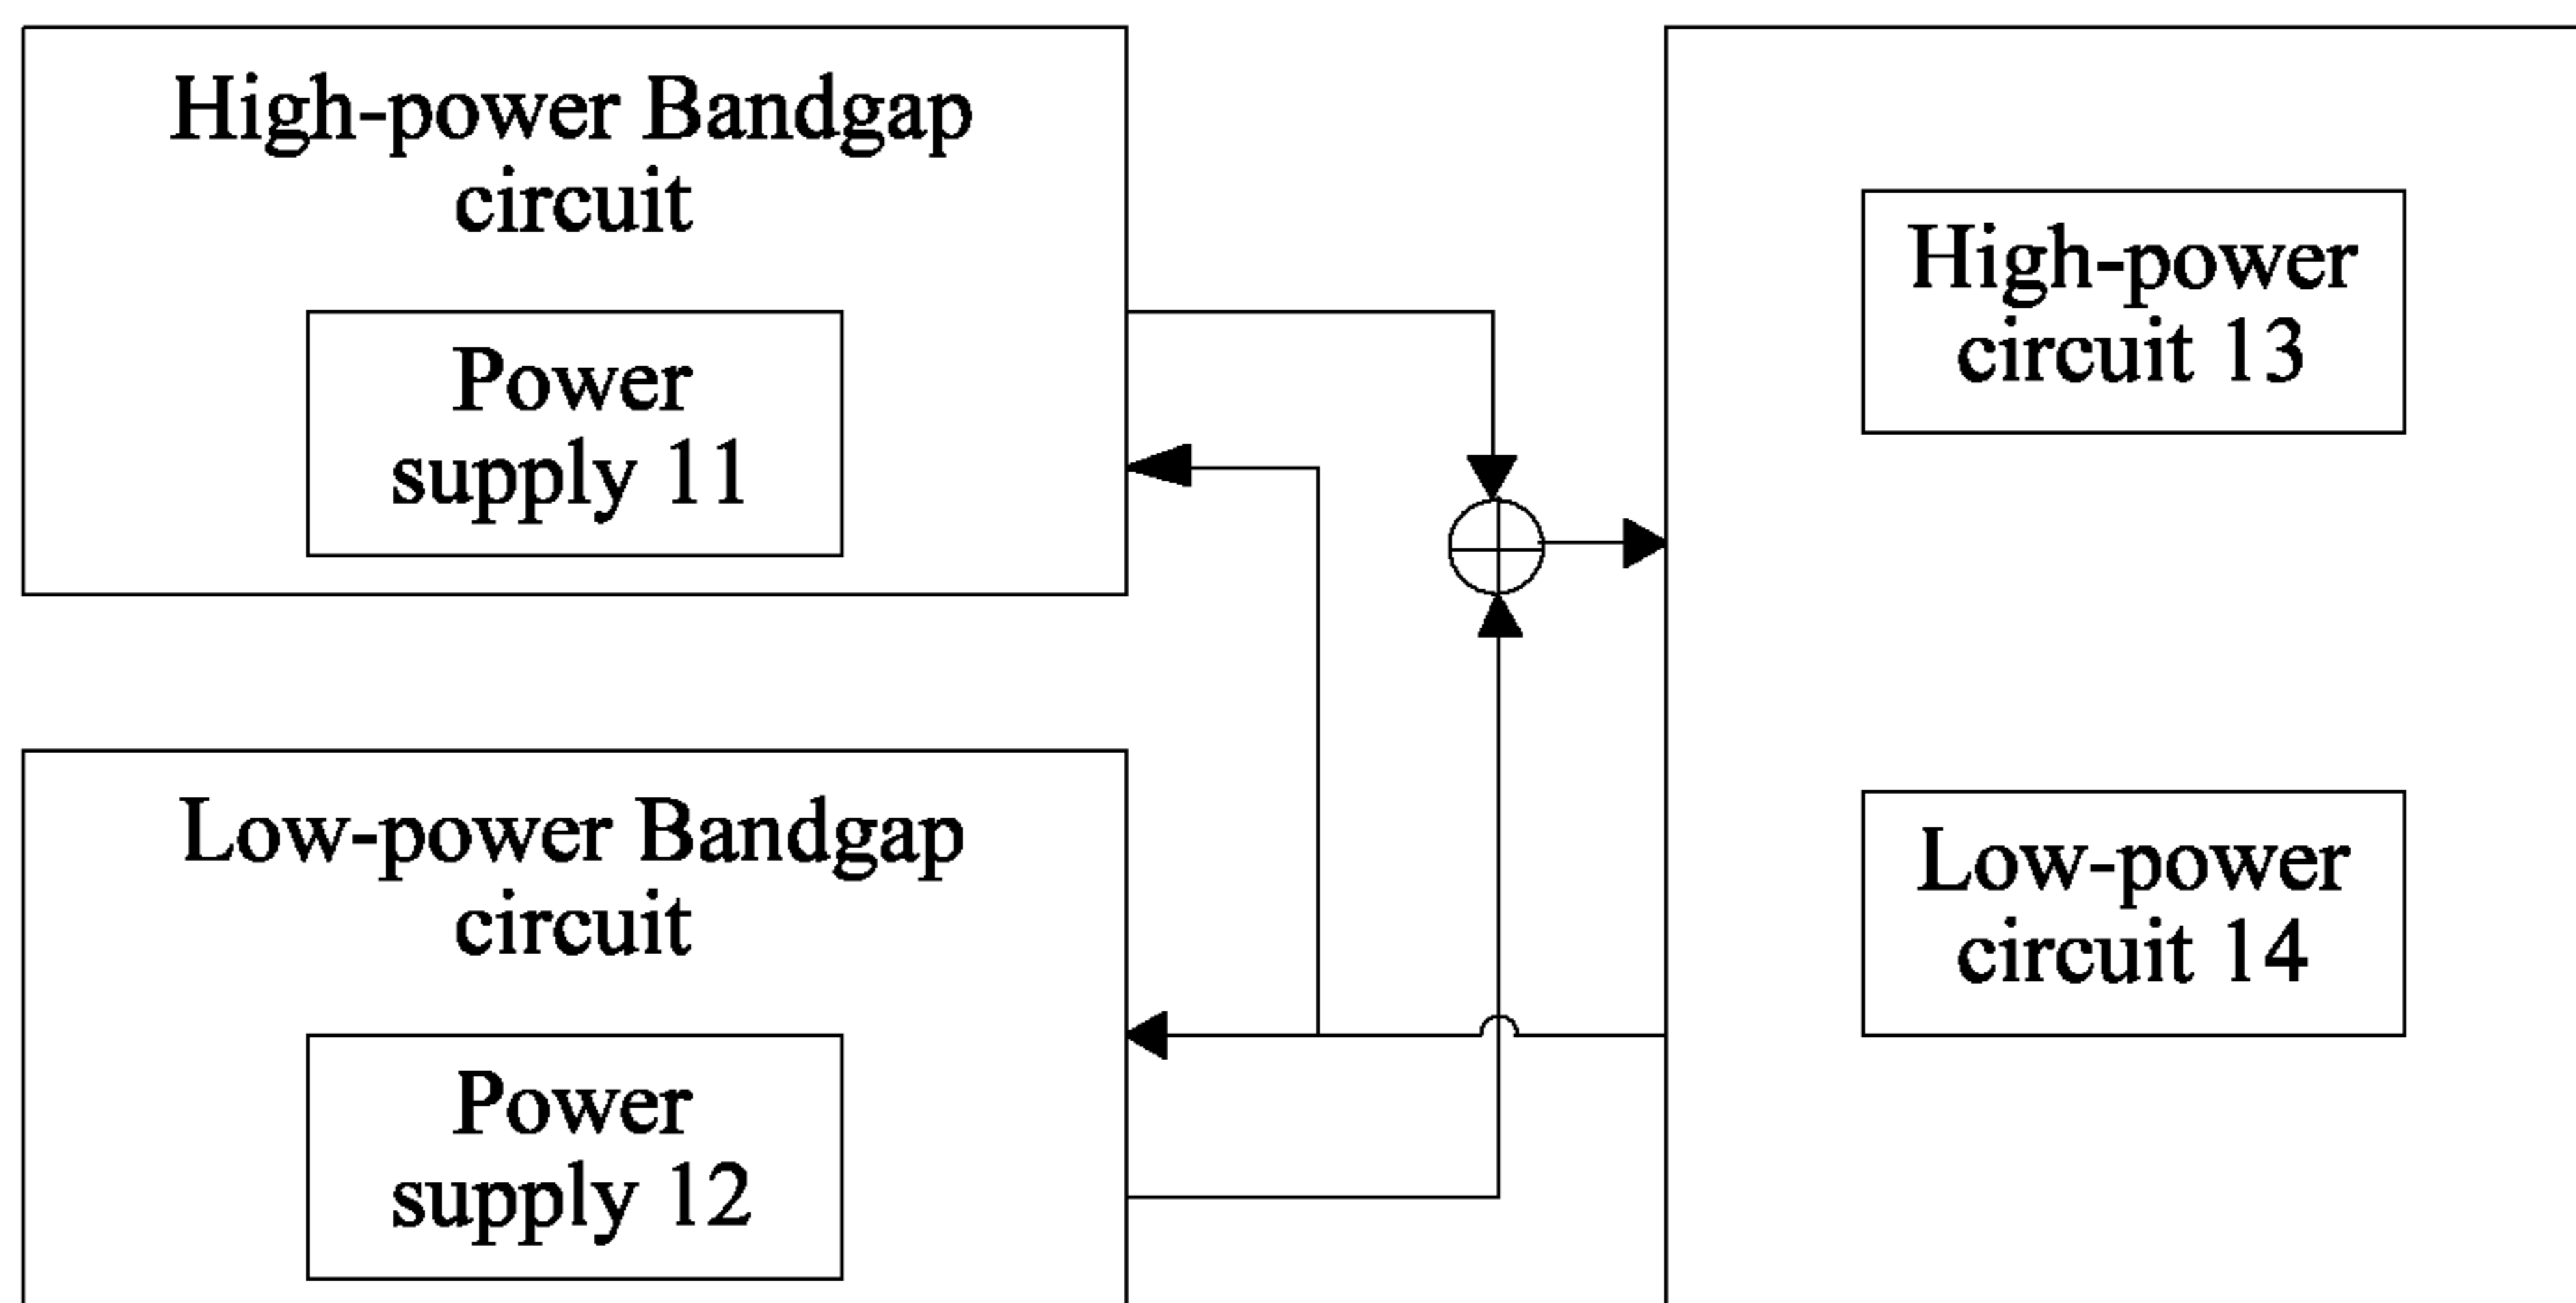 High-power Bandgap
circuit
Power
supply 11
High-power
circuit 13
Low-power Bandgap
circuit
Power
supply 12
Low-power
circuit 14